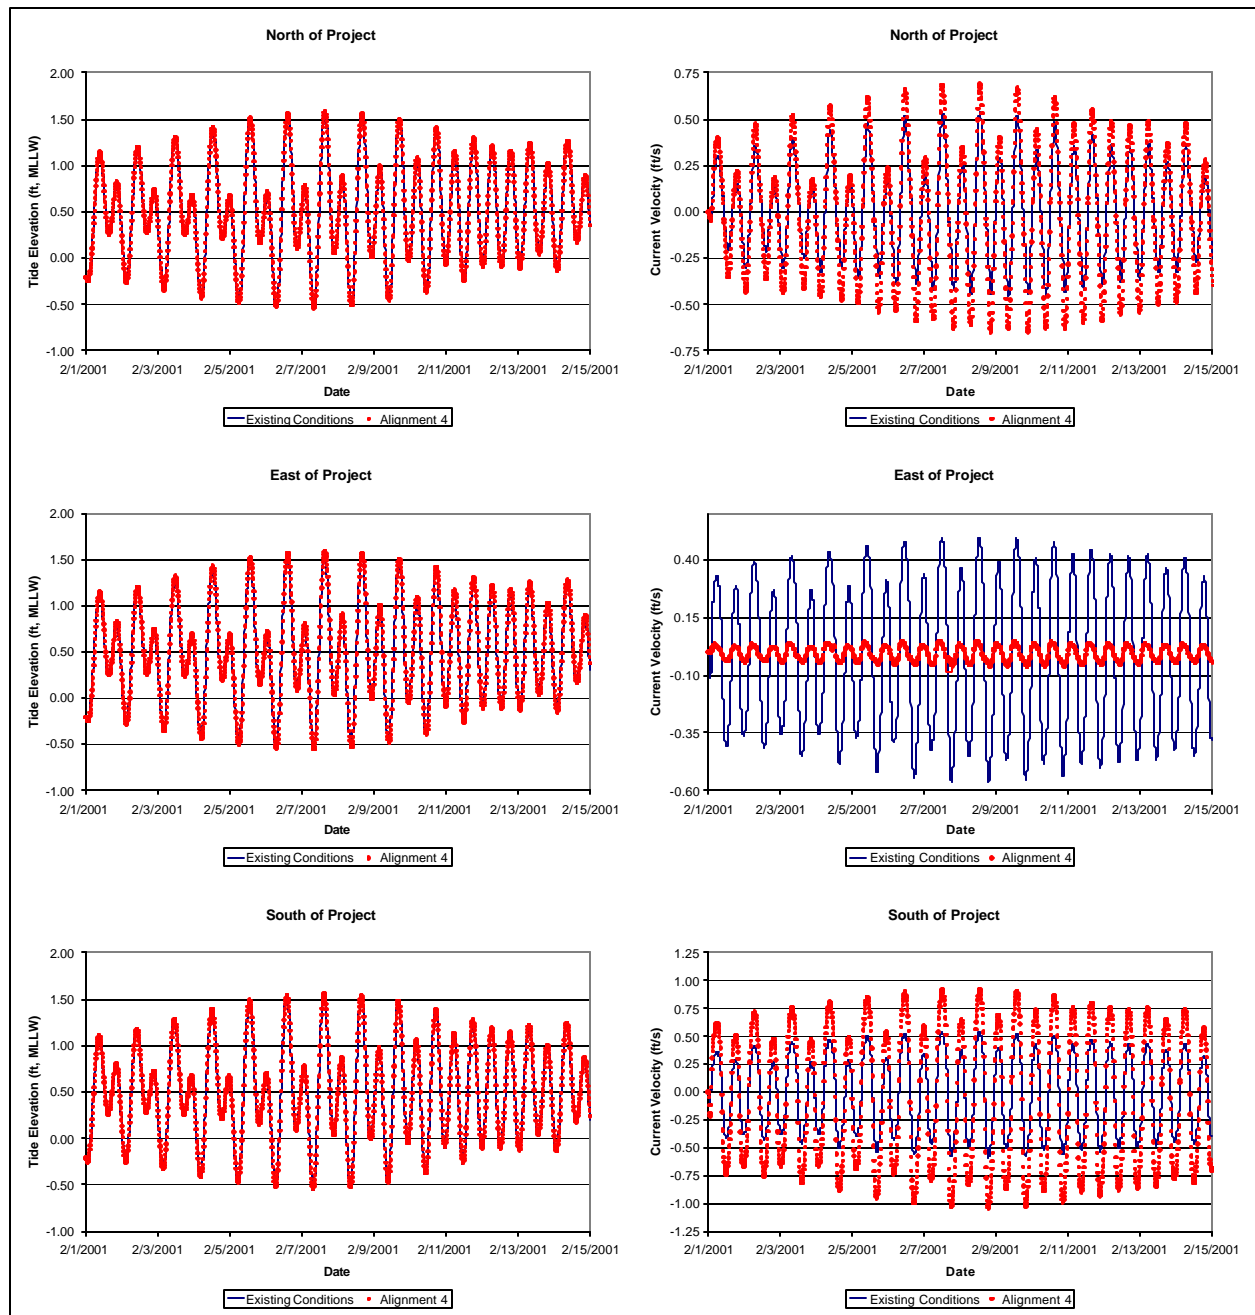 North of Project
2.00
1.50
1.00
0.50
0.00
-0.50
-1.00
Tide Elevation (ft, MLLW)
2/1/2001 2/3/2001 2/5/2001 2/7/2001 2/9/2001 2/11/2001 2/13/2001 2/15/2001
Date
Existing Conditions Alignment 4
North of Project
0.75
0.50
0.25
0.00
-0.25
-0.50
-0.75
Current Velocity (ft/s)
2/1/2001 2/3/2001 2/5/2001 2/7/2001 2/9/2001 2/11/2001 2/13/2001 2/15/2001
Date
Existing Conditions Alignment 4
East of Project
2.00
1.50
1.00
0.50
0.00
-0.50
-1.00
Tide Elevation (ft, MLLW)
2/1/2001 2/3/2001 2/5/2001 2/7/2001 2/9/2001 2/11/2001 2/13/2001 2/15/2001
Date
Existing Conditions Alignment 4
East of Project
0.40
0.15
-0.10
-0.35
-0.60
Current Velocity (ft/s)
2/1/2001 2/3/2001 2/5/2001 2/7/2001 2/9/2001 2/11/2001 2/13/2001 2/15/2001
Date
Existing Conditions Alignment 4
South of Project
2.00
1.50
1.00
0.50
0.00
-0.50
-1.00
Tide Elevation (ft, MLLW)
2/1/2001 2/3/2001 2/5/2001 2/7/2001 2/9/2001 2/11/2001 2/13/2001 2/15/2001
Date
Existing Conditions Alignment 4
South of Project
1.25
1.00
0.75
0.50
0.25
0.00
-0.25
-0.50
-0.75
-1.00
-1.25
Current Velocity (ft/s)
2/1/2001 2/3/2001 2/5/2001 2/7/2001 2/9/2001 2/11/2001 2/13/2001 2/15/2001
Date
Existing Conditions Alignment 4